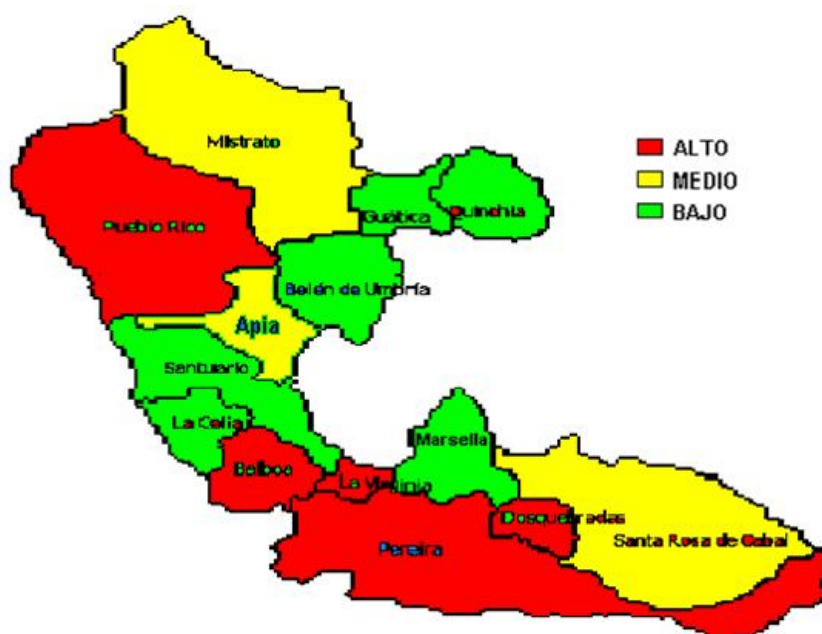 Mistrato
ALTO
MEDIO
BAJO
Guática
Quinchia
Pueblo Rico
Belén de Umbría
Apia
Santuario
La Celia
Marsella
Balboa
La Virginia
Dosquebradas
Pereira
Santa Rosa de Cabal